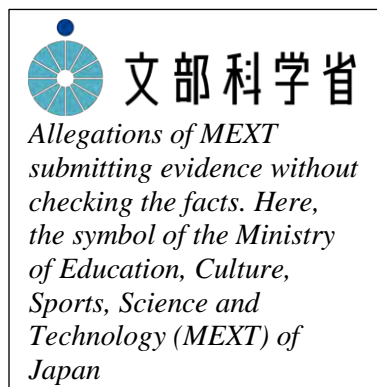 文部科学省
Allegations of MEXT
submitting evidence without
checking the facts. Here,
the symbol of the Ministry
of Education, Culture,
Sports, Science and
Technology (MEXT) of
Japan